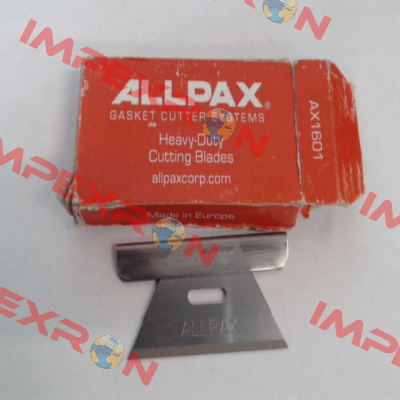 ALLPAX®
GASKET CUTTER SYSTEMS
Heavy-Duty
Cutting Blades
allpaxcorp.com
Made in Europe
AX1601
ALLPAX
IMPEXRON
IMPEXRON
IMPEXRON
IMPEXRON